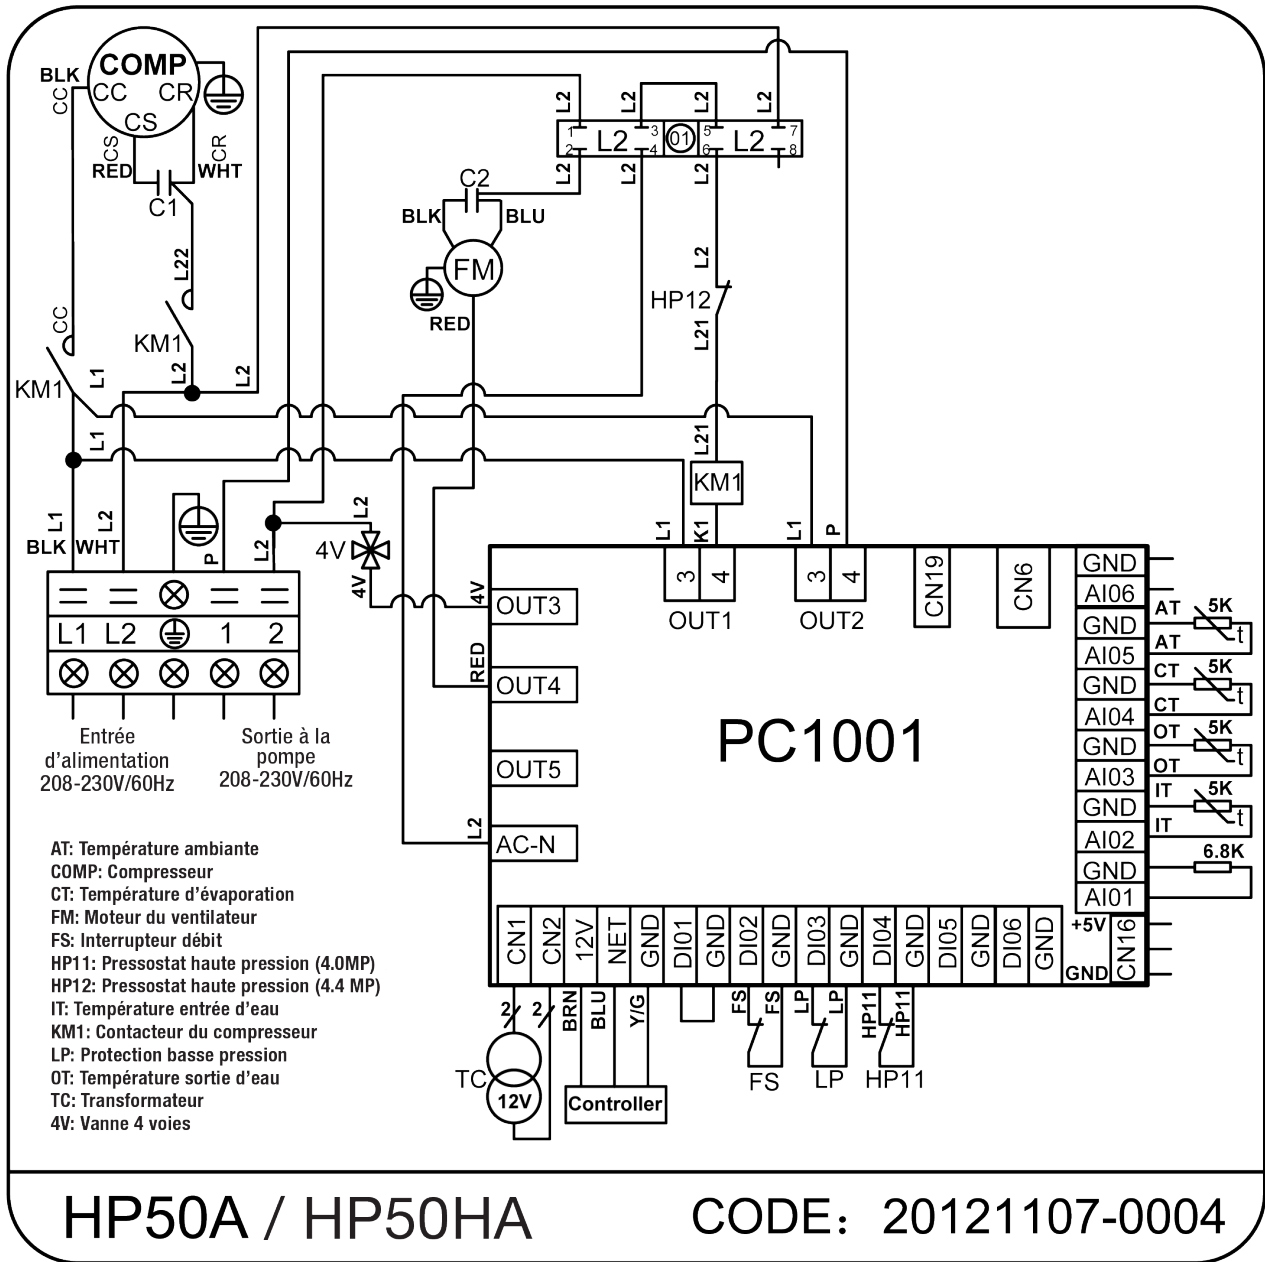 COMP
BLK
CC
CC
CR
CS
CS
CR
RED
WHT
C1
L22
CC
KM1
KM1
L1
L2
L2
L1
L1
L2
BLK
WHT
P
L2
L2
4V
4V
L1
L2
1
2
Entrée
d'alimentation
208-230V/60Hz
Sortie à la
pompe
208-230V/60Hz
C2
BLK
BLU
FM
RED
L2
L2
L2
L2
1
2
L2
3
4
01
5
6
L2
7
8
L2
L2
L2
L2
HP12
L21
L21
KM1
L1
K1
L1
P
3
4
OUT1
3
4
OUT2
CN19
CN6
4V
OUT3
RED
OUT4
OUT5
L2
AC-N
PC1001
GND
AI06
GND
AI05
GND
AI04
GND
AI03
GND
AI02
GND
AI01
AT
5K
t
AT
CT
5K
t
CT
OT
5K
t
OT
IT
5K
t
IT
6.8K
+5V
GND
CN16
CN1
CN2
12V
NET
GND
DI01
GND
DI02
GND
DI03
GND
DI04
GND
DI05
GND
DI06
GND
2
2
BRN
BLU
Y/G
FS
FS
LP
LP
HP11
HP11
TC
12V
Controller
FS
LP
HP11
AT: Température ambiante
COMP: Compresseur
CT: Température d'évaporation
FM: Moteur du ventilateur
FS: Interrupteur débit
HP11: Pressostat haute pression (4.0MP)
HP12: Pressostat haute pression (4.4 MP)
IT: Température entrée d'eau
KM1: Contacteur du compresseur
LP: Protection basse pression
OT: Température sortie d'eau
TC: Transformateur
4V: Vanne 4 voies
HP50A / HP50HA
CODE: 20121107-0004